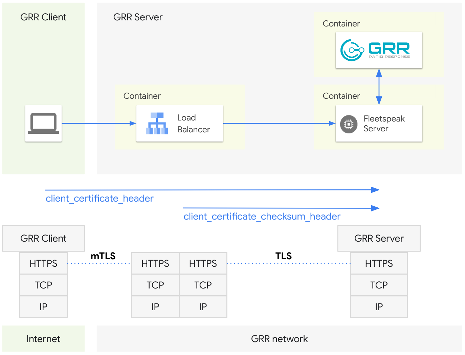 GRR Client
GRR Server
Container
GRR
Container
Container
Load
Balancer
Fleetspeak
Server
client_certificate_header
client_certificate_checksum_header
GRR Client
GRR Server
mTLS
TLS
HTTPS
HTTPS
HTTPS
HTTPS
TCP
TCP
TCP
TCP
IP
IP
IP
IP
Internet
GRR network